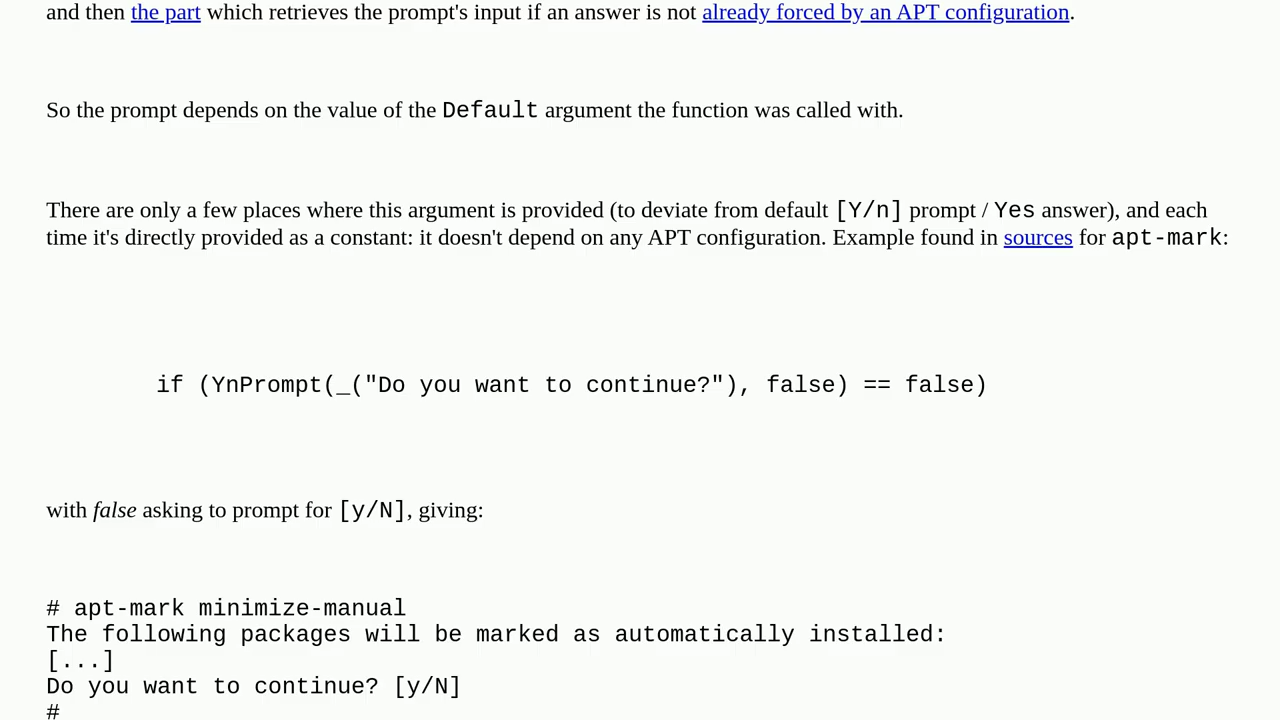 and then the part which retrieves the prompt's input if an answer is not already forced by an APT configuration.
So the prompt depends on the value of the Default argument the function was called with.
There are only a few places where this argument is provided (to deviate from default [Y/n] prompt / Yes answer), and each
time it's directly provided as a constant: it doesn't depend on any APT configuration. Example found in sources for apt-mark:
if (YnPrompt(_("Do you want to continue?"), false) == false)
with false asking to prompt for [y/N], giving:
# apt-mark minimize-manual
The following packages will be marked as automatically installed:
[...]
Do you want to continue? [y/N]
#